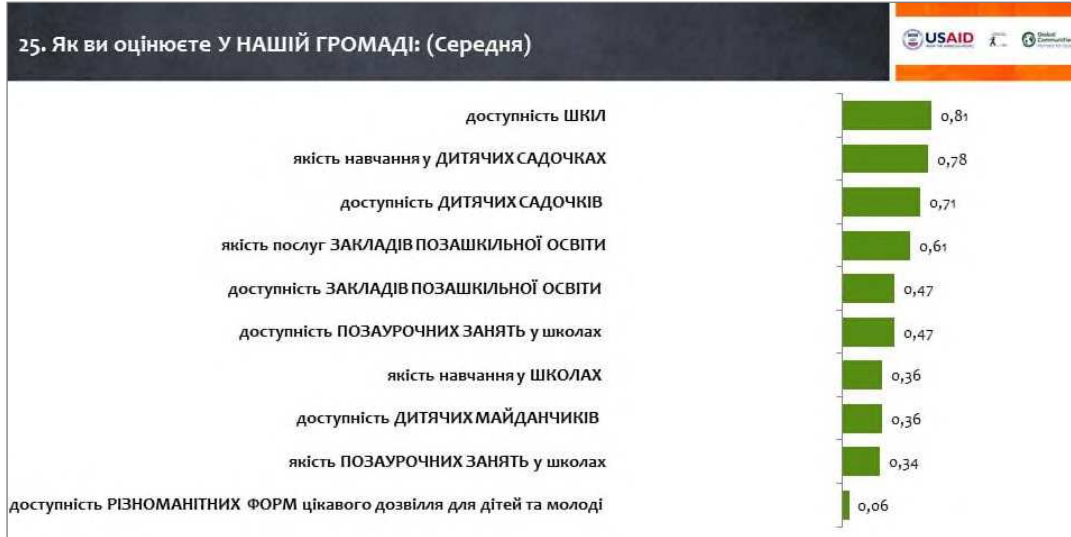 25. Як ви оцінюєте У НАШІЙ ГРОМАДІ: (Середня)
USAID
доступність ШКІЛ 0,81
якість навчання у ДИТЯЧИХ САДОЧКАХ 0,78
доступність ДИТЯЧИХ САДОЧКІВ 0,71
якість послуг ЗАКЛАДІВ ПОЗАШКІЛЬНОЇ ОСВІТИ 0,61
доступність ЗАКЛАДІВ ПОЗАШКІЛЬНОЇ ОСВІТИ 0,47
доступність ПОЗАУРОЧНИХ ЗАНЯТЬ у школах 0,47
якість навчання у ШКОЛАХ 0,36
доступність ДИТЯЧИХ МАЙДАНЧИКІВ 0,36
якість ПОЗАУРОЧНИХ ЗАНЯТЬ у школах 0,34
доступність РІЗНОМАНІТНИХ ФОРМ цікавого дозвілля для дітей та молоді 0,06